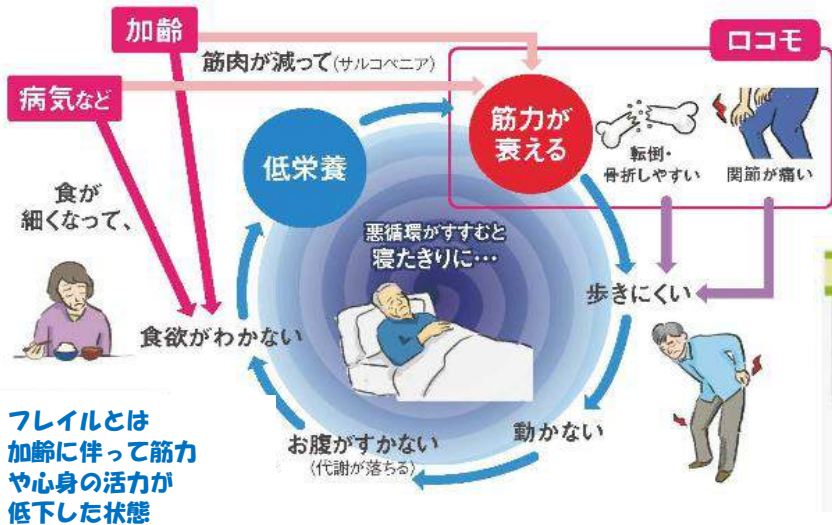 加齢
ロコモ
筋肉が減って(サルコペニア)
病気など
筋力が
衰える
低栄養
転倒・
骨折しやすい
関節が痛い
食が
細くなって、
悪循環がすすむと
寝たきりに…
歩きにくい
食欲がわかない
動かない
お腹がすかない
(代謝が落ちる)
フレイルとは
加齢に伴って筋力
や心身の活力が
低下した状態